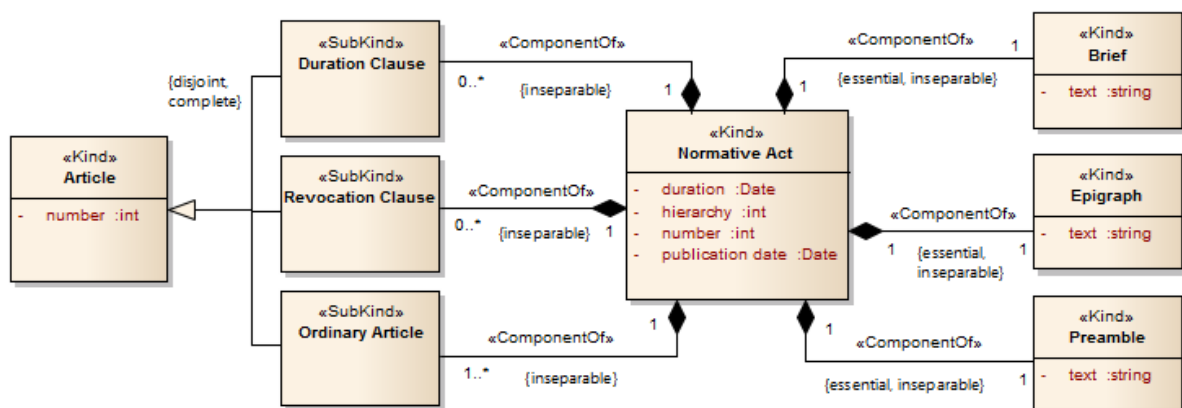 {disjoint,
complete}
«Kind»
Article
- number :int
«SubKind»
Duration Clause
«ComponentOf»
0..*
{inseparable}
1
«SubKind»
Revocation Clause
«ComponentOf»
0..*
{inseparable}
1
«SubKind»
Ordinary Article
«ComponentOf»
1..*
{inseparable}
1
«Kind»
Normative Act
- duration :Date
- hierarchy :int
- number :int
- publication date :Date
«ComponentOf»
1
{essential, inseparable}
1
«Kind»
Brief
- text :string
«ComponentOf»
1
{essential,
inseparable}
1
«Kind»
Epigraph
- text :string
1
«ComponentOf»
{essential, inseparable}
1
«Kind»
Preamble
- text :string